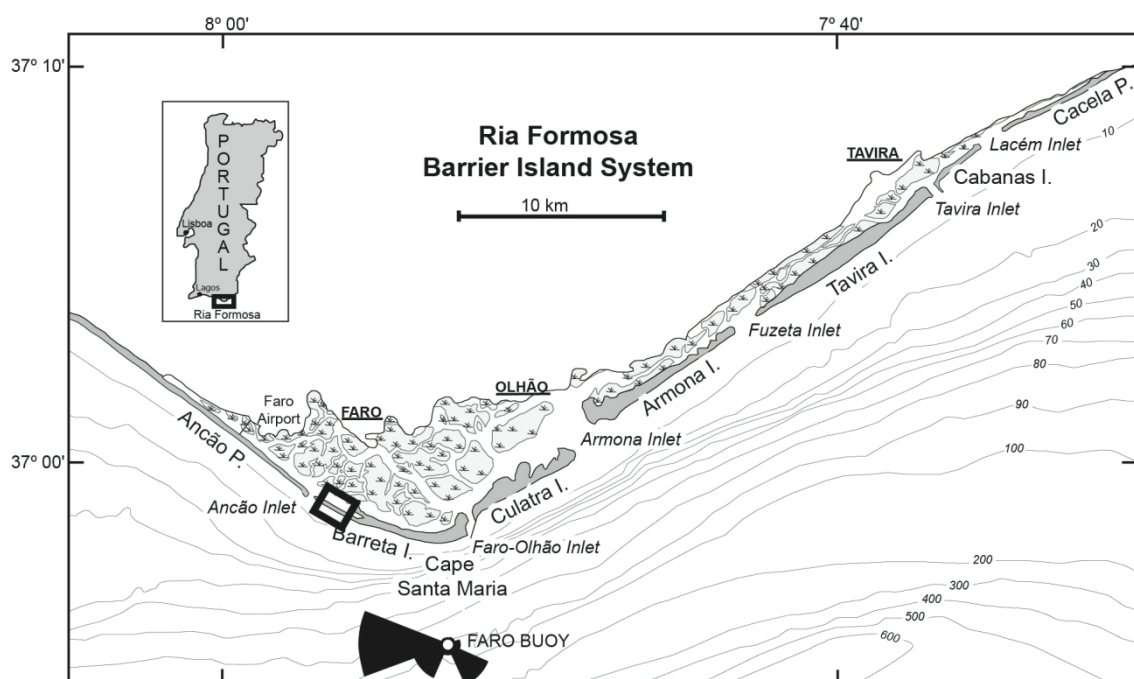 8º 00'
7º 40'
37º 10'
37º 00'
Ria Formosa
Barrier Island System
10 km
PORTUGAL
Lisboa
Lagos
Ria Formosa
TAVIRA
Cacela P.
Lacém Inlet
Cabanas I.
Tavira Inlet
Tavira I.
Fuzeta Inlet
Armona I.
Armona Inlet
OLHÃO
FARO
Faro
Airport
Ancão P.
Ancão Inlet
Culatra I.
Barreta I.
Faro-Olhão Inlet
Cape
Santa Maria
FARO BUOY
10
20
30
40
50
60
70
80
90
100
200
300
400
500
600